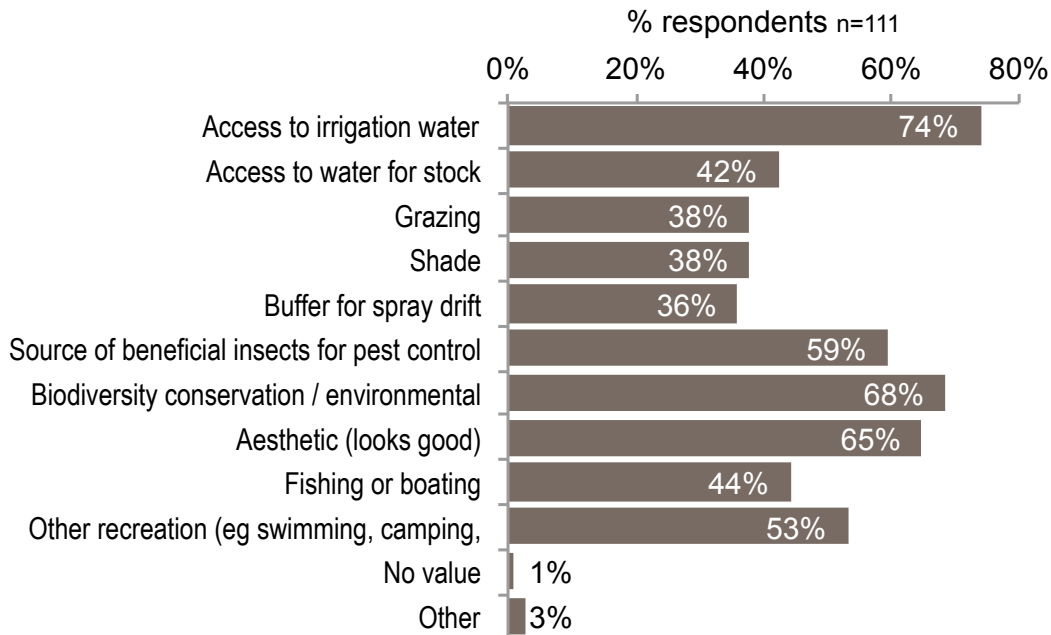 % respondents n=111
0% 20% 40% 60% 80%
Access to irrigation water 74%
Access to water for stock 42%
Grazing 38%
Shade 38%
Buffer for spray drift 36%
Source of beneficial insects for pest control 59%
Biodiversity conservation / environmental 68%
Aesthetic (looks good) 65%
Fishing or boating 44%
Other recreation (eg swimming, camping, 53%
No value 1%
Other 3%